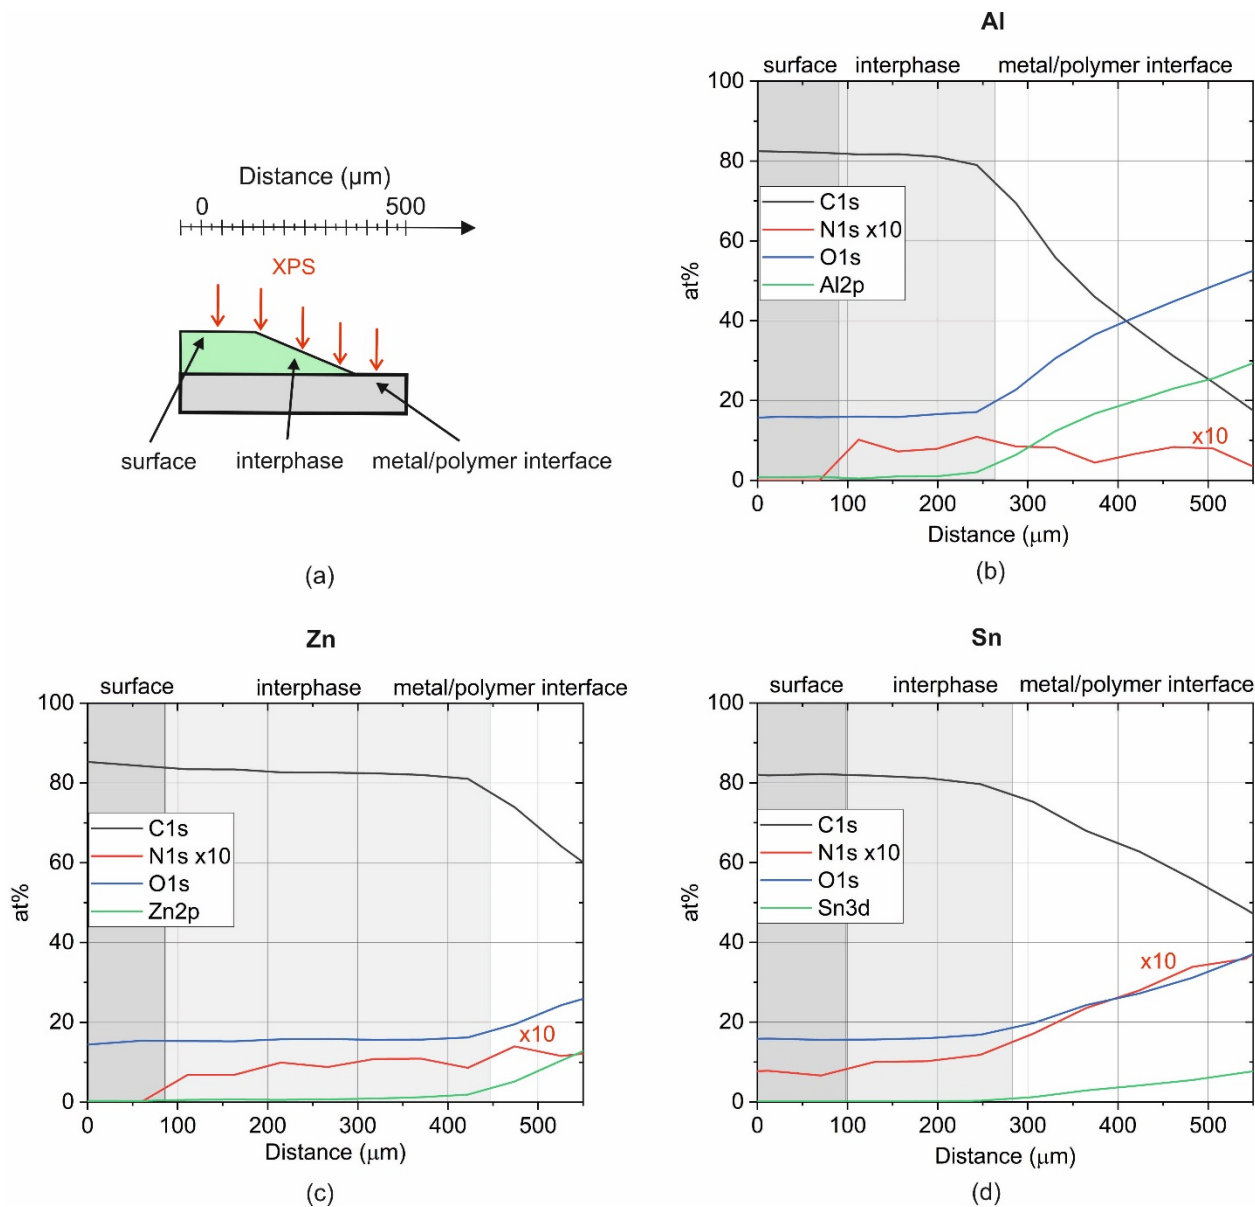 Distance (μm)
0 500
XPS
surface interphase metal/polymer interface
(a)
Al
surface interphase metal/polymer interface
100
80
60
40
20
0
at%
C1s
N1s x10
O1s
Al2p
x10
0 100 200 300 400 500
Distance (μm)
(b)
Zn
surface interphase metal/polymer interface
100
80
60
40
20
0
at%
C1s
N1s x10
O1s
Zn2p
x10
0 100 200 300 400 500
Distance (μm)
(c)
Sn
surface interphase metal/polymer interface
100
80
60
40
20
0
at%
C1s
N1s x10
O1s
Sn3d
x10
0 100 200 300 400 500
Distance (μm)
(d)